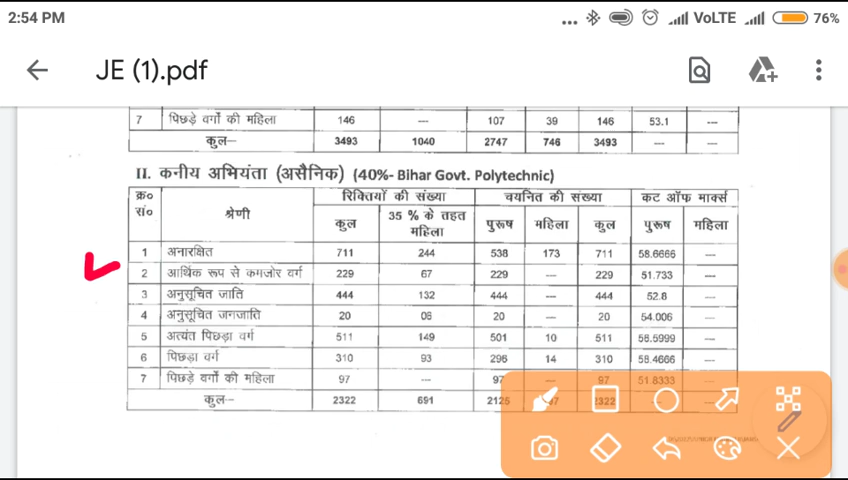 2:54 PM ... VoLTE 76%
JE (1).pdf
7 पिछड़े वर्गो की महिला 146 --- 107 39 146 53.1 ---
कुल– 3493 1040 2747 746 3493 --- ---
II. कनीय अभियंता (असैनिक) (40%- Bihar Govt. Polytechnic)
क्र० सं० श्रेणी रिक्तियों की संख्या चयनित की संख्या कट ऑफ मार्क्स
कुल 35 % के तहत महिला पुरूष महिला कुल पुरूष महिला
1 अनारक्षित 711 244 538 173 711 58.6666 ---
2 आर्थिक रूप से कमजोर वर्ग 229 67 229 --- 229 51.733 ---
3 अनुसूचित जाति 444 132 444 --- 444 52.8 ---
4 अनुसूचित जनजाति 20 06 20 --- 20 54.006 ---
5 अत्यंत पिछड़ा वर्ग 511 149 501 10 511 58.5999 ---
6 पिछड़ा वर्ग 310 93 296 14 310 58.4666 ---
7 पिछड़े वर्गो की महिला 97 --- 97 97 51.8333
कुल– 2322 691 2125 2322